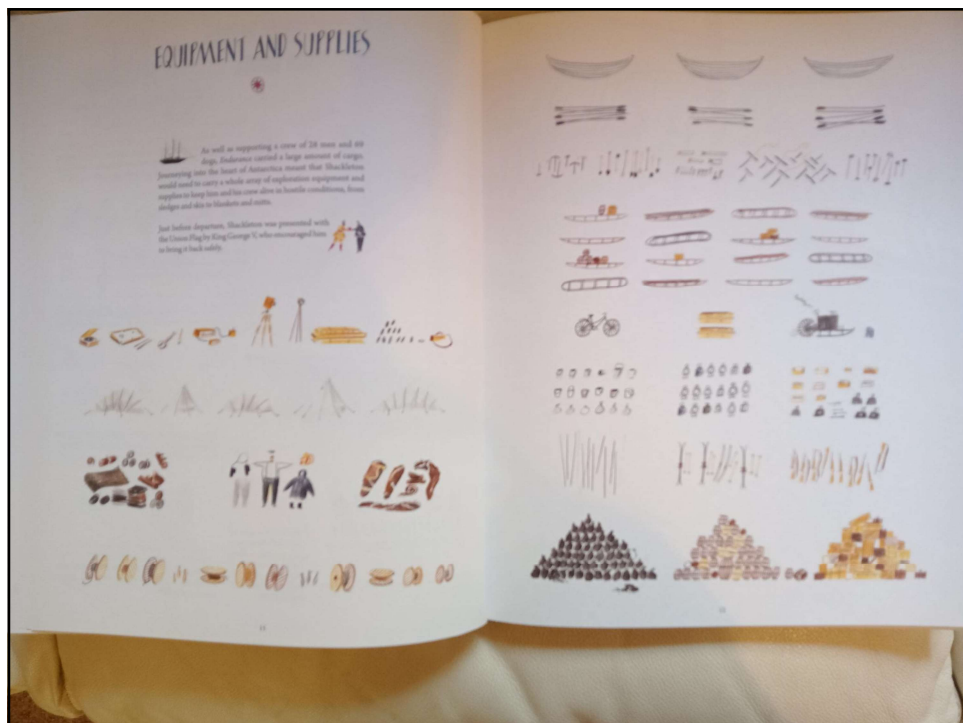 EQUIPMENT AND SUPPLIES
As well as supporting a crew of 28 men and 69
dogs, Endurance carried a large amount of cargo.
Journeying into the heart of Antarctica meant that Shackleton
would need to carry a whole array of exploration equipment and
supplies to keep him and his crew alive in hostile conditions, from
sledges and skis to blankets and mitts.
Just before departure, Shackleton was presented with
the Union Flag by King George V, who encouraged him
to bring it back safely.